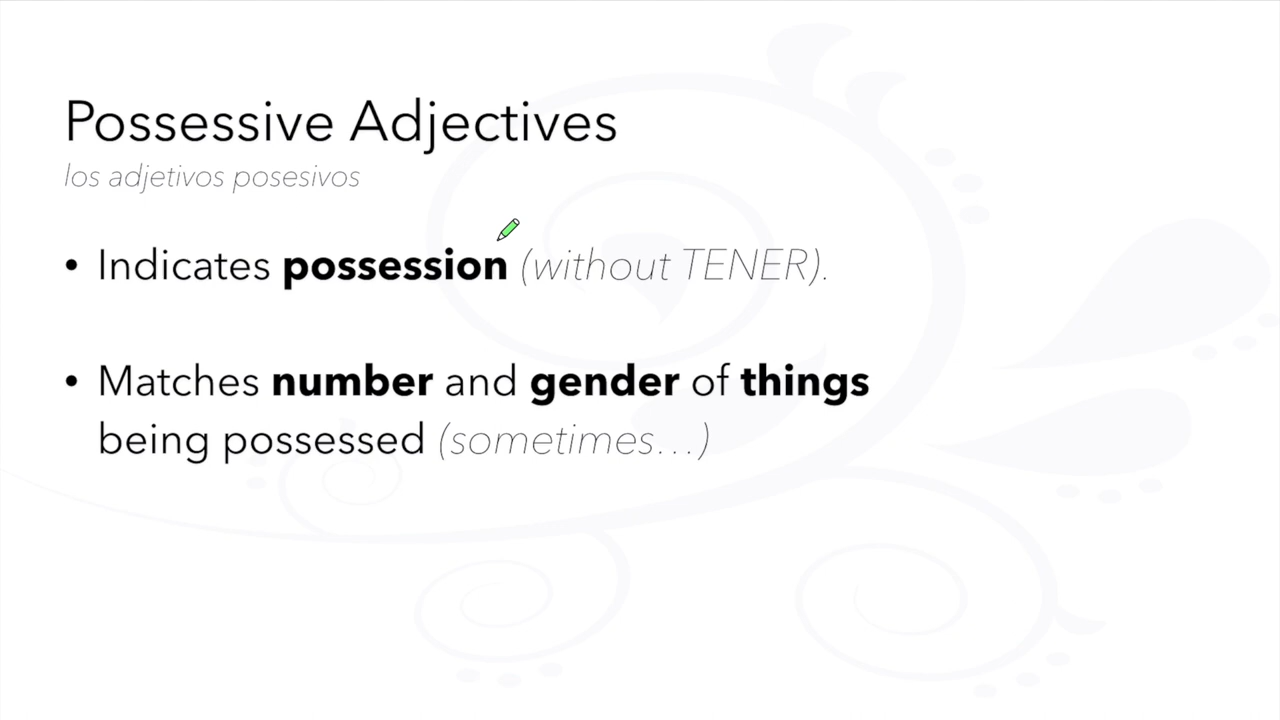 Possessive Adjectives
los adjetivos posesivos
• Indicates possession (without TENER).
• Matches number and gender of things
being possessed (sometimes...)